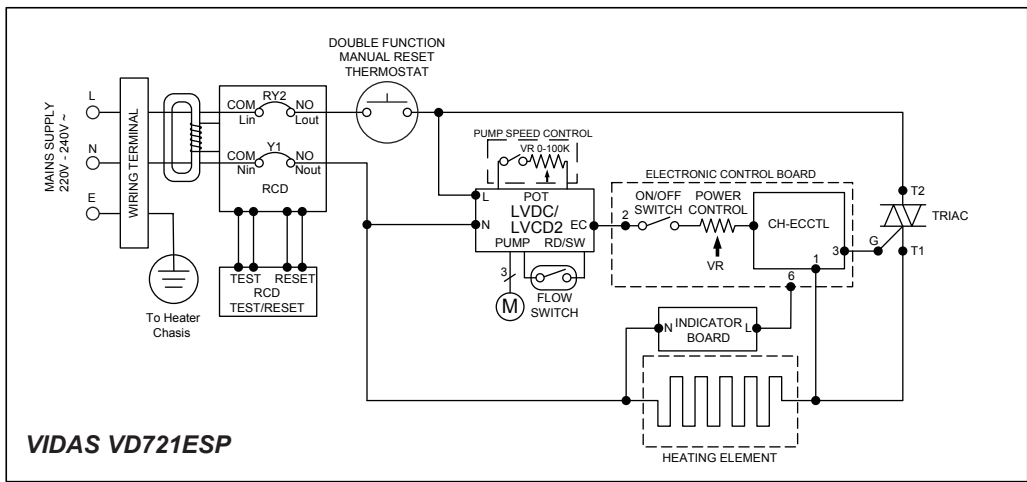 DOUBLE FUNCTION
MANUAL RESET
THERMOSTAT
MAINS SUPPLY
220V - 240V ~
L
N
E
WIRING TERMINAL
COM
RY2
NO
Lin
Lout
COM
Y1
NO
Nin
Nout
RCD
TEST
RESET
RCD
TEST/RESET
To Heater
Chasis
PUMP SPEED CONTROL
VR 0-100K
L
POT
LVDC/
LVCD2
N
EC
PUMP
RD/SW
3
M
FLOW
SWITCH
ELECTRONIC CONTROL BOARD
ON/OFF
SWITCH
POWER
CONTROL
2
VR
CH-ECCTL
3
1
6
G
T2
TRIAC
T1
N
INDICATOR
BOARD
L
HEATING ELEMENT
VIDAS VD721ESP